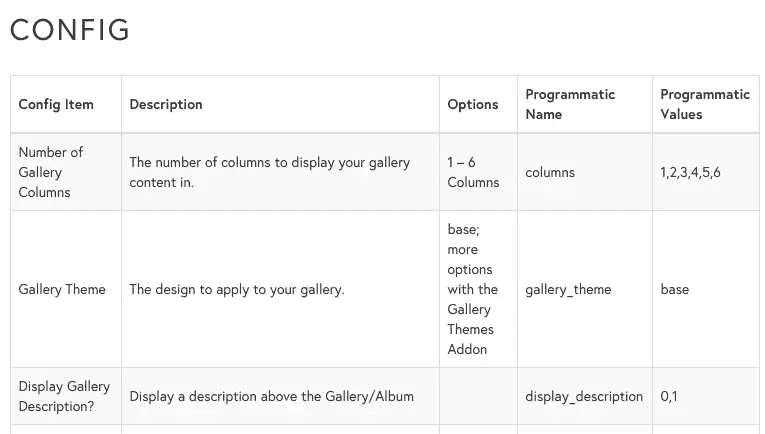 CONFIG
Config Item
Description
Options
Programmatic
Name
Programmatic
Values
Number of
Gallery
Columns
The number of columns to display your gallery
content in.
1 – 6
Columns
columns
1,2,3,4,5,6
Gallery Theme
The design to apply to your gallery.
base;
more
options
with the
Gallery
Themes
Addon
gallery_theme
base
Display Gallery
Description?
Display a description above the Gallery/Album
display_description
0,1